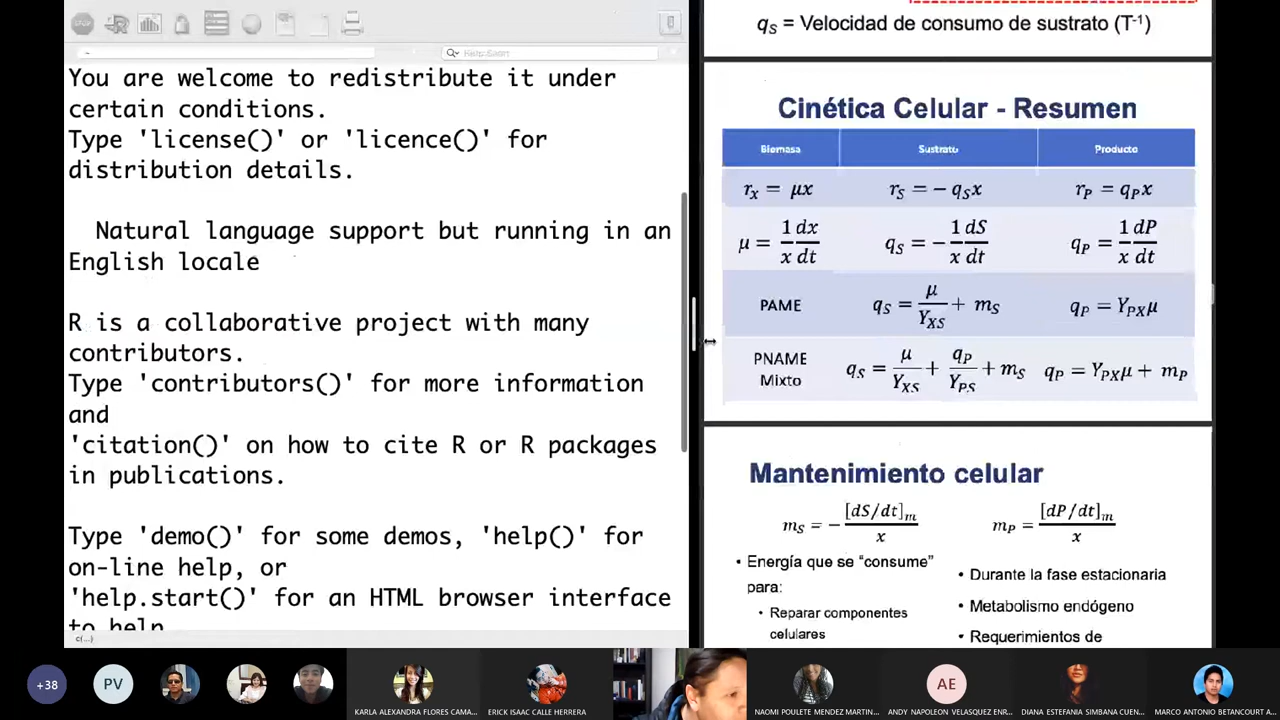 You are welcome to redistribute it under
certain conditions.
Type 'license()' or 'licence()' for
distribution details.
Natural language support but running in an
English locale
R is a collaborative project with many
contributors.
Type 'contributors()' for more information
and
'citation()' on how to cite R or R packages
in publications.
Type 'demo()' for some demos, 'help()' for
on-line help, or
'help.start()' for an HTML browser interface
to help
c(...)
qS = Velocidad de consumo de sustrato (T-1)
Cinética Celular - Resumen
Biomasa Sustrato Producto
rx = μx rS = − qSx rP = qPx
μ = 1/x dx/dt qS = − 1/x dS/dt qP = 1/x dP/dt
PAME qS = μ/YXS + mS qP = YPXμ
PNAME
Mixto qS = μ/YXS + qP/YPS + mS qP = YPXμ + mP
Mantenimiento celular
mS = − [dS/dt]m/x mP = [dP/dt]m/x
• Energía que se “consume”
para:
• Reparar componentes
celulares
• Durante la fase estacionaria
• Metabolismo endógeno
• Requerimientos de
+38
PV
KARLA ALEXANDRA FLORES CAMA...
ERICK ISAAC CALLE HERRERA
NAOMI POULETE MENDEZ MARTIN...
AE
ANDY NAPOLEON VELASQUEZ ENR...
DIANA ESTEFANIA SIMBANA CUEN...
MARCO ANTONIO BETANCOURT A...